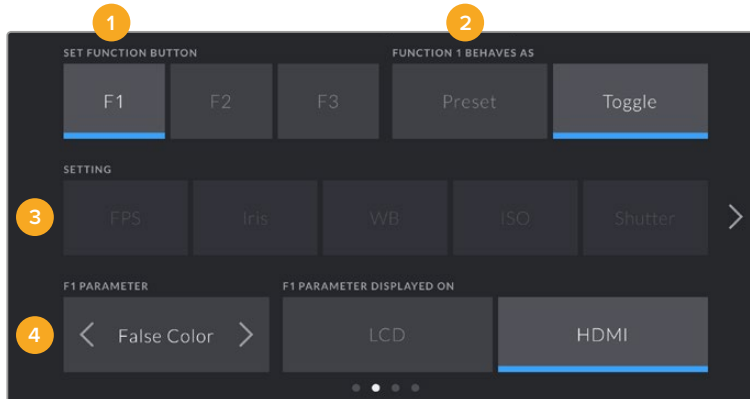 1 2
SET FUNCTION BUTTON FUNCTION 1 BEHAVES AS
F1 F2 F3 Preset Toggle
SETTING
3 FPS Iris WB ISO Shutter
F1 PARAMETER F1 PARAMETER DISPLAYED ON
4 False Color LCD HDMI